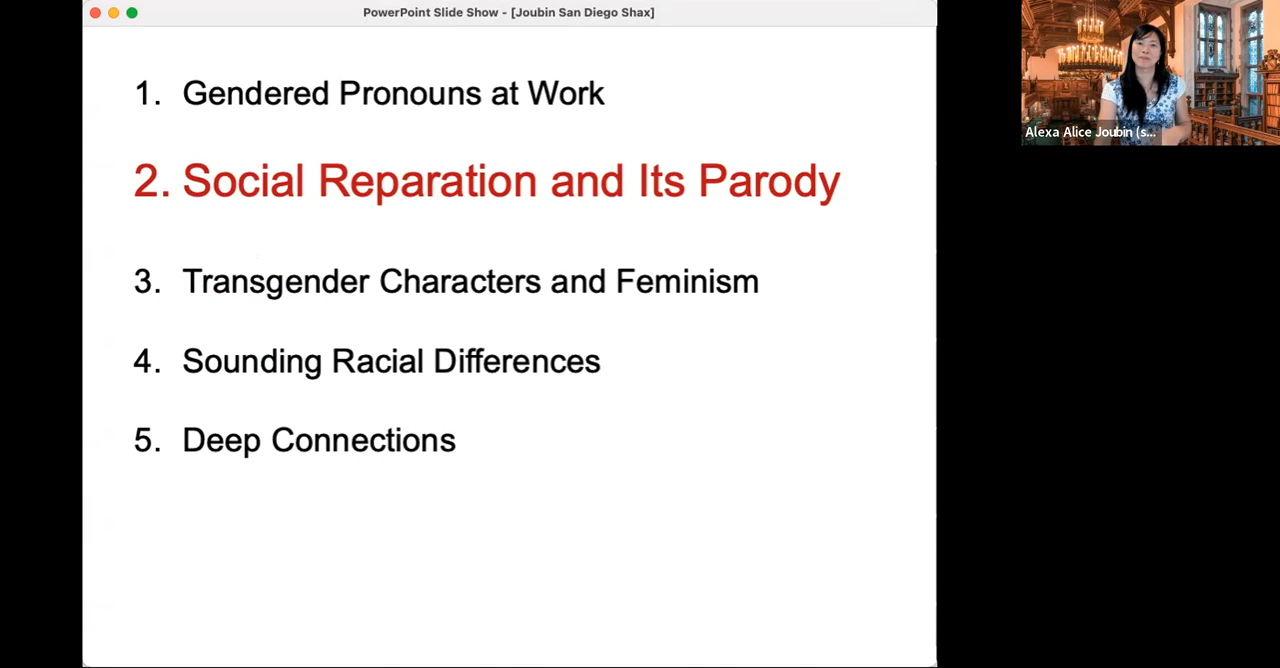 PowerPoint Slide Show - [Joubin San Diego Shax]
1. Gendered Pronouns at Work
2. Social Reparation and Its Parody
3. Transgender Characters and Feminism
4. Sounding Racial Differences
5. Deep Connections
Alexa Alice Joubin (s...